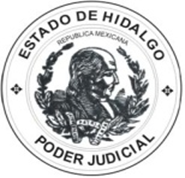 ESTADO DE HIDALGO
REPUBLICA MEXICANA
PODER JUDICIAL